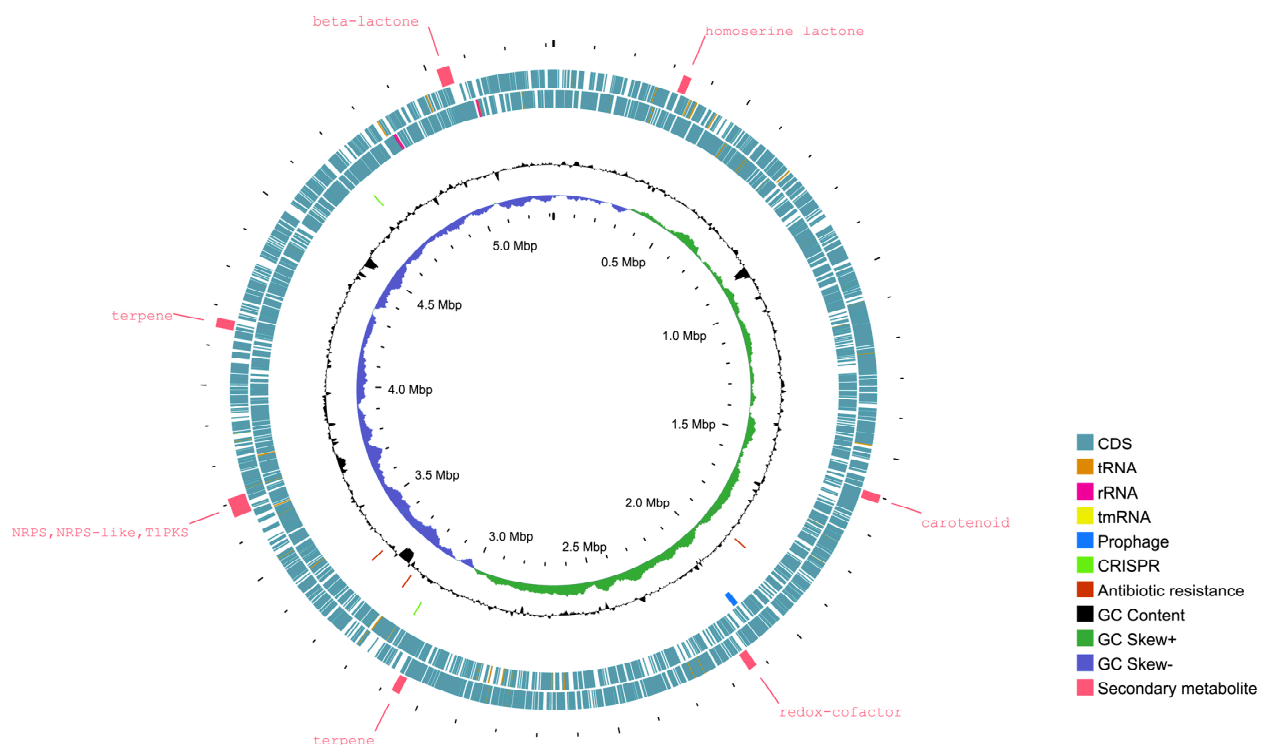 beta-lactone
homoserine lactone
5.0 Mbp
0.5 Mbp
4.5 Mbp
terpene
1.0 Mbp
4.0 Mbp
1.5 Mbp
CDS
tRNA
3.5 Mbp
rRNA
2.0 Mbp
tmRNA
carotenoid
NRPS,NRPS-like,T1PKS
3.0 Mbp
2.5 Mbp
Prophage
CRISPR
Antibiotic resistance
GC Content
GC Skew+
GC Skew-
Secondary metabolite
redox-cofactor
terpene